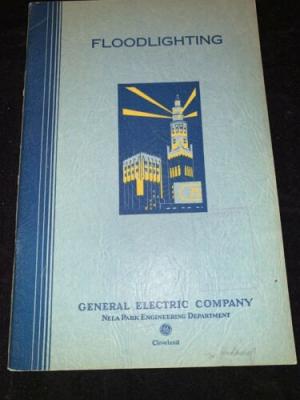 FLOODLIGHTING
GENERAL ELECTRIC COMPANY
NELA PARK ENGINEERING DEPARTMENT
GE
Cleveland